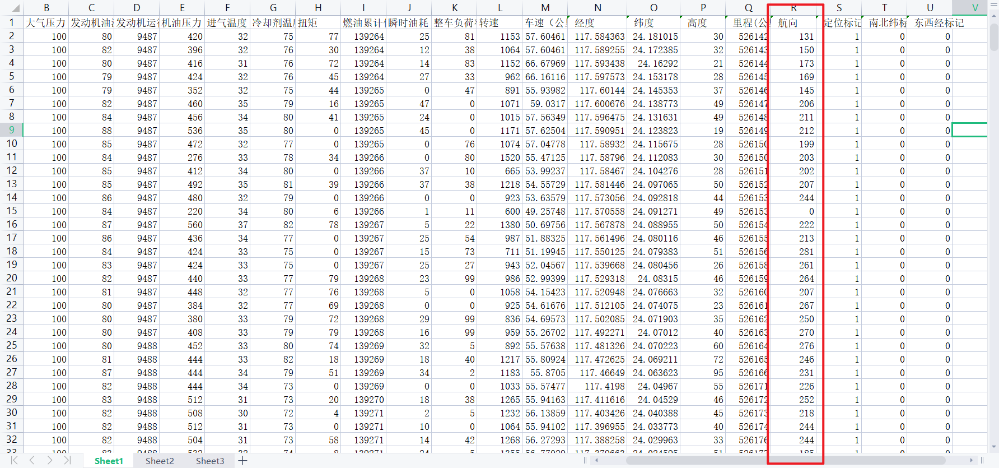 B C D E F G H I J K L M N O P Q R S T U V
1 大气压力 发动机油 发动机运行 机油压力 进气温度 冷却剂温度 扭矩 燃油累计 瞬时油耗 整车负荷 转速 车速（公 经度 纬度 高度 里程(公 航向 定位标记 南北纬标 东西经标记
2 100 80 9487 420 32 75 77 139264 25 81 1153 57.60461 117.584363 24.181015 30 526142 131 1 0 0
3 100 82 9487 396 32 76 30 139264 12 38 1064 57.60461 117.589255 24.172385 32 526143 150 1 0 0
4 100 80 9487 416 31 76 72 139264 14 83 1152 66.67969 117.593438 24.16292 21 526144 173 1 0 0
5 100 79 9487 424 32 76 45 139264 27 33 962 66.16116 117.597573 24.153178 28 526145 169 1 0 0
6 100 79 9487 352 32 75 44 139265 0 47 891 55.93982 117.60144 24.145353 37 526146 145 1 0 0
7 100 82 9487 460 35 79 16 139265 47 0 1071 59.0317 117.600676 24.138773 49 526147 206 1 0 0
8 100 84 9487 456 34 80 41 139265 24 0 1015 57.56349 117.596475 24.131631 49 526148 211 1 0 0
9 100 88 9487 536 35 80 0 139265 45 0 1171 57.62504 117.590951 24.123823 19 526149 212 1 0 0
10 100 85 9487 472 32 77 0 139265 0 76 1074 57.04778 117.58932 24.115675 28 526150 199 1 0 0
11 100 84 9487 276 33 78 34 139266 0 80 1520 55.47125 117.58796 24.112083 30 526150 203 1 0 0
12 100 85 9487 412 34 80 0 139266 37 10 665 53.99237 117.58467 24.104276 28 526151 202 1 0 0
13 100 85 9487 492 35 81 39 139266 37 38 1218 54.55729 117.581446 24.097065 50 526152 207 1 0 0
14 100 86 9487 480 32 79 0 139266 0 0 923 53.63579 117.573056 24.092818 44 526153 244 1 0 0
15 100 84 9487 220 34 80 6 139266 1 11 600 49.25748 117.570558 24.091271 49 526153 0 1 0 0
16 100 87 9487 560 37 82 78 139267 5 22 1380 50.69756 117.567878 24.088955 50 526154 222 1 0 0
17 100 86 9487 436 34 77 0 139267 25 54 987 51.88325 117.561496 24.080116 46 526155 213 1 0 0
18 100 84 9487 424 33 75 0 139267 15 73 711 51.19945 117.550125 24.079383 51 526156 281 1 0 0
19 100 83 9487 424 33 75 0 139267 25 27 943 52.04567 117.539668 24.080456 26 526158 261 1 0 0
20 100 82 9487 440 33 77 79 139268 23 99 986 52.99399 117.529318 24.08315 46 526159 264 1 0 0
21 100 81 9487 448 32 77 76 139268 5 0 1058 54.15423 117.520948 24.076663 32 526160 207 1 0 0
22 100 80 9487 384 32 77 69 139268 0 0 925 54.61676 117.512105 24.074075 23 526161 267 1 0 0
23 100 80 9487 380 33 79 72 139268 29 99 836 54.69573 117.502085 24.071903 35 526162 250 1 0 0
24 100 80 9487 408 33 79 79 139268 16 99 959 55.26702 117.492271 24.07012 40 526163 270 1 0 0
25 100 80 9488 452 33 80 74 139269 32 5 892 55.57638 117.481326 24.070223 60 526164 276 1 0 0
26 100 81 9488 444 33 82 18 139269 18 40 1217 55.80924 117.472625 24.069211 72 526165 246 1 0 0
27 100 87 9488 444 34 79 51 139269 34 2 1183 55.8705 117.46649 24.063623 95 526166 231 1 0 0
28 100 82 9488 444 34 73 0 139269 0 0 1033 55.57477 117.4198 24.04967 55 526171 226 1 0 0
29 100 83 9488 512 31 73 20 139270 18 38 1265 55.94163 117.411616 24.04529 46 526172 252 1 0 0
30 100 82 9488 508 30 72 4 139271 2 5 1232 56.13859 117.403426 24.040388 45 526173 218 1 0 0
31 100 82 9488 512 31 73 0 139271 10 0 1064 55.94102 117.396955 24.033773 40 526174 244 1 0 0
32 100 82 9488 504 31 73 58 139271 14 42 1268 56.27293 117.388258 24.029963 33 526176 244 1 0 0
Sheet1 Sheet2 Sheet3